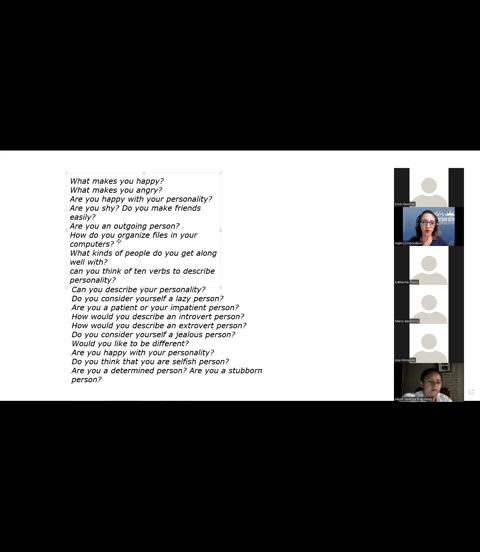 What makes you happy?
What makes you angry?
Are you happy with your personality?
Are you shy? Do you make friends
easily?
Are you an outgoing person?
How do you organize files in your
computers?
What kinds of people do you get along
well with?
can you think of ten verbs to describe
personality?
Can you describe your personality?
Do you consider yourself a lazy person?
Are you a patient or your impatient person?
How would you describe an introvert person?
How would you describe an extrovert person?
Do you consider yourself a jealous person?
Would you like to be different?
Are you happy with your personality?
Do you think that you are selfish person?
Are you a determined person? Are you a stubborn
person?